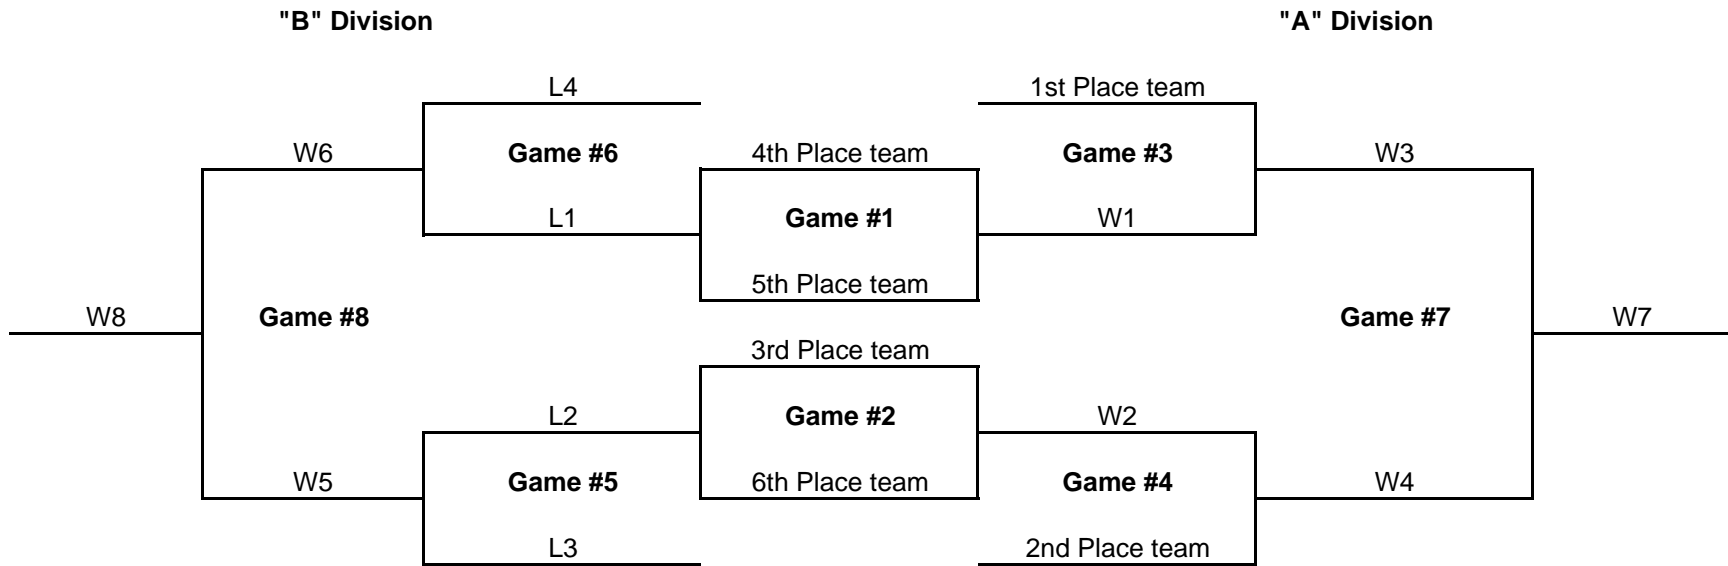 "B" Division
"A" Division
L4
1st Place team
W6
Game #6
4th Place team
Game #3
W3
L1
Game #1
W1
5th Place team
W8
Game #8
Game #7
W7
3rd Place team
L2
Game #2
W2
W5
Game #5
6th Place team
Game #4
W4
L3
2nd Place team